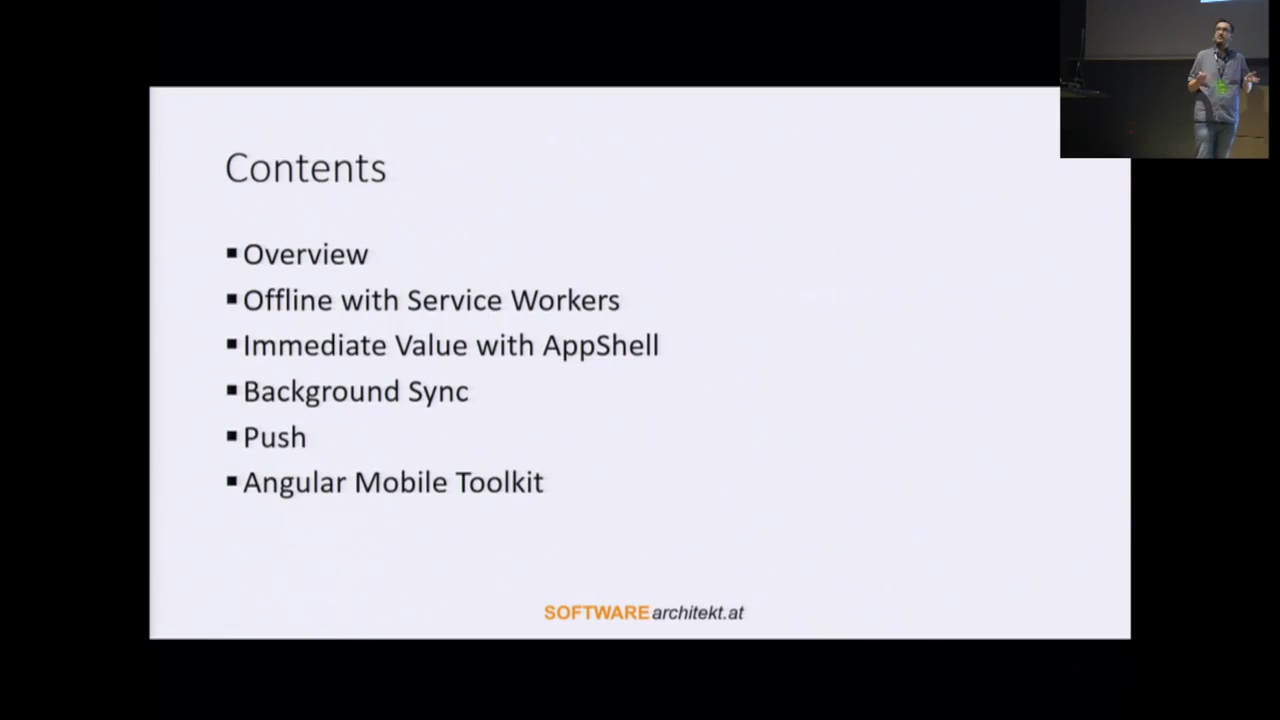 Contents
▪ Overview
▪ Offline with Service Workers
▪ Immediate Value with AppShell
▪ Background Sync
▪ Push
▪ Angular Mobile Toolkit
SOFTWAREarchitekt.at